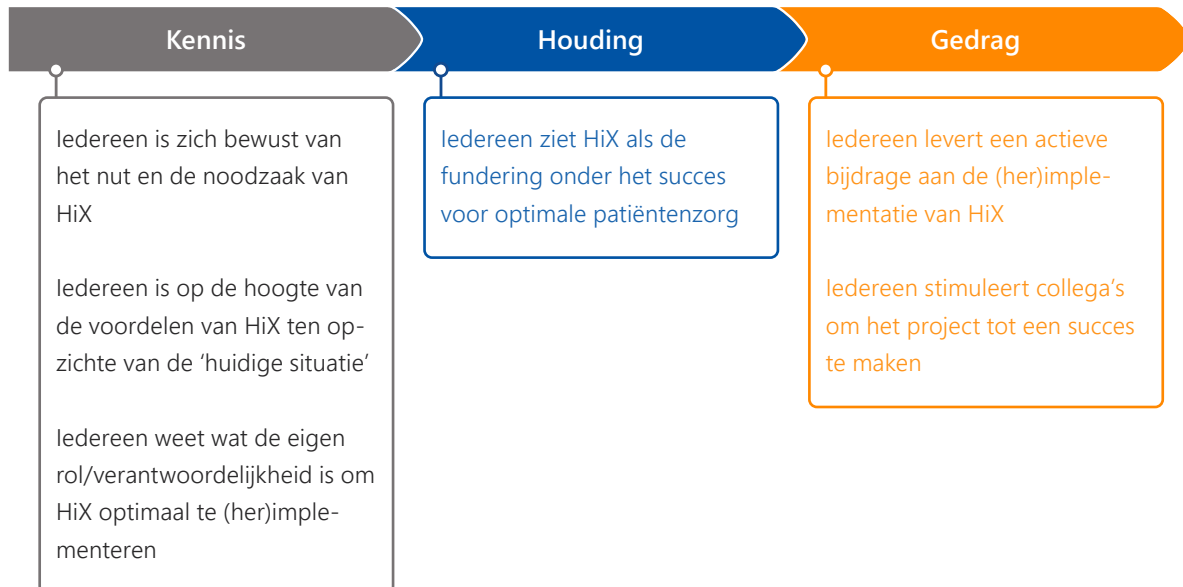 Kennis
Houding
Gedrag
Iedereen is zich bewust van
het nut en de noodzaak van
HiX
Iedereen is op de hoogte van
de voordelen van HiX ten op-
zichte van de ‘huidige situatie’
Iedereen weet wat de eigen
rol/verantwoordelijkheid is om
HiX optimaal te (her)imple-
menteren
Iedereen ziet HiX als de
fundering onder het succes
voor optimale patiëntenzorg
Iedereen levert een actieve
bijdrage aan de (her)imple-
mentatie van HiX
Iedereen stimuleert collega’s
om het project tot een succes
te maken